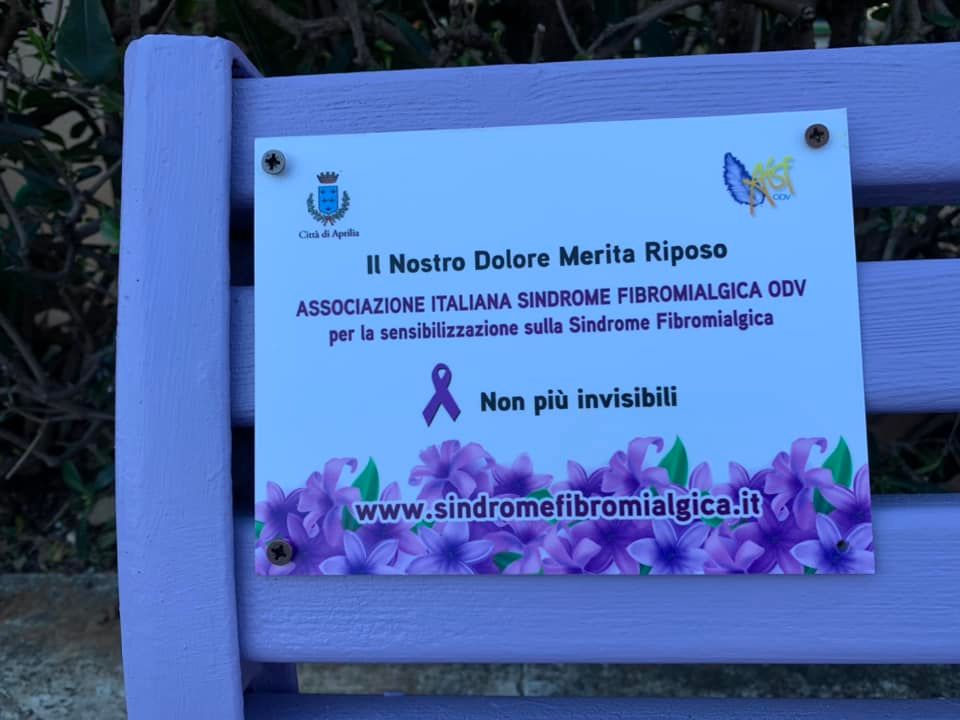 Città di Aprilia
AISF
ODV
Il Nostro Dolore Merita Riposo
ASSOCIAZIONE ITALIANA SINDROME FIBROMIALGICA ODV
per la sensibilizzazione sulla Sindrome Fibromialgica
Non più invisibili
www.sindromefibromialgica.it